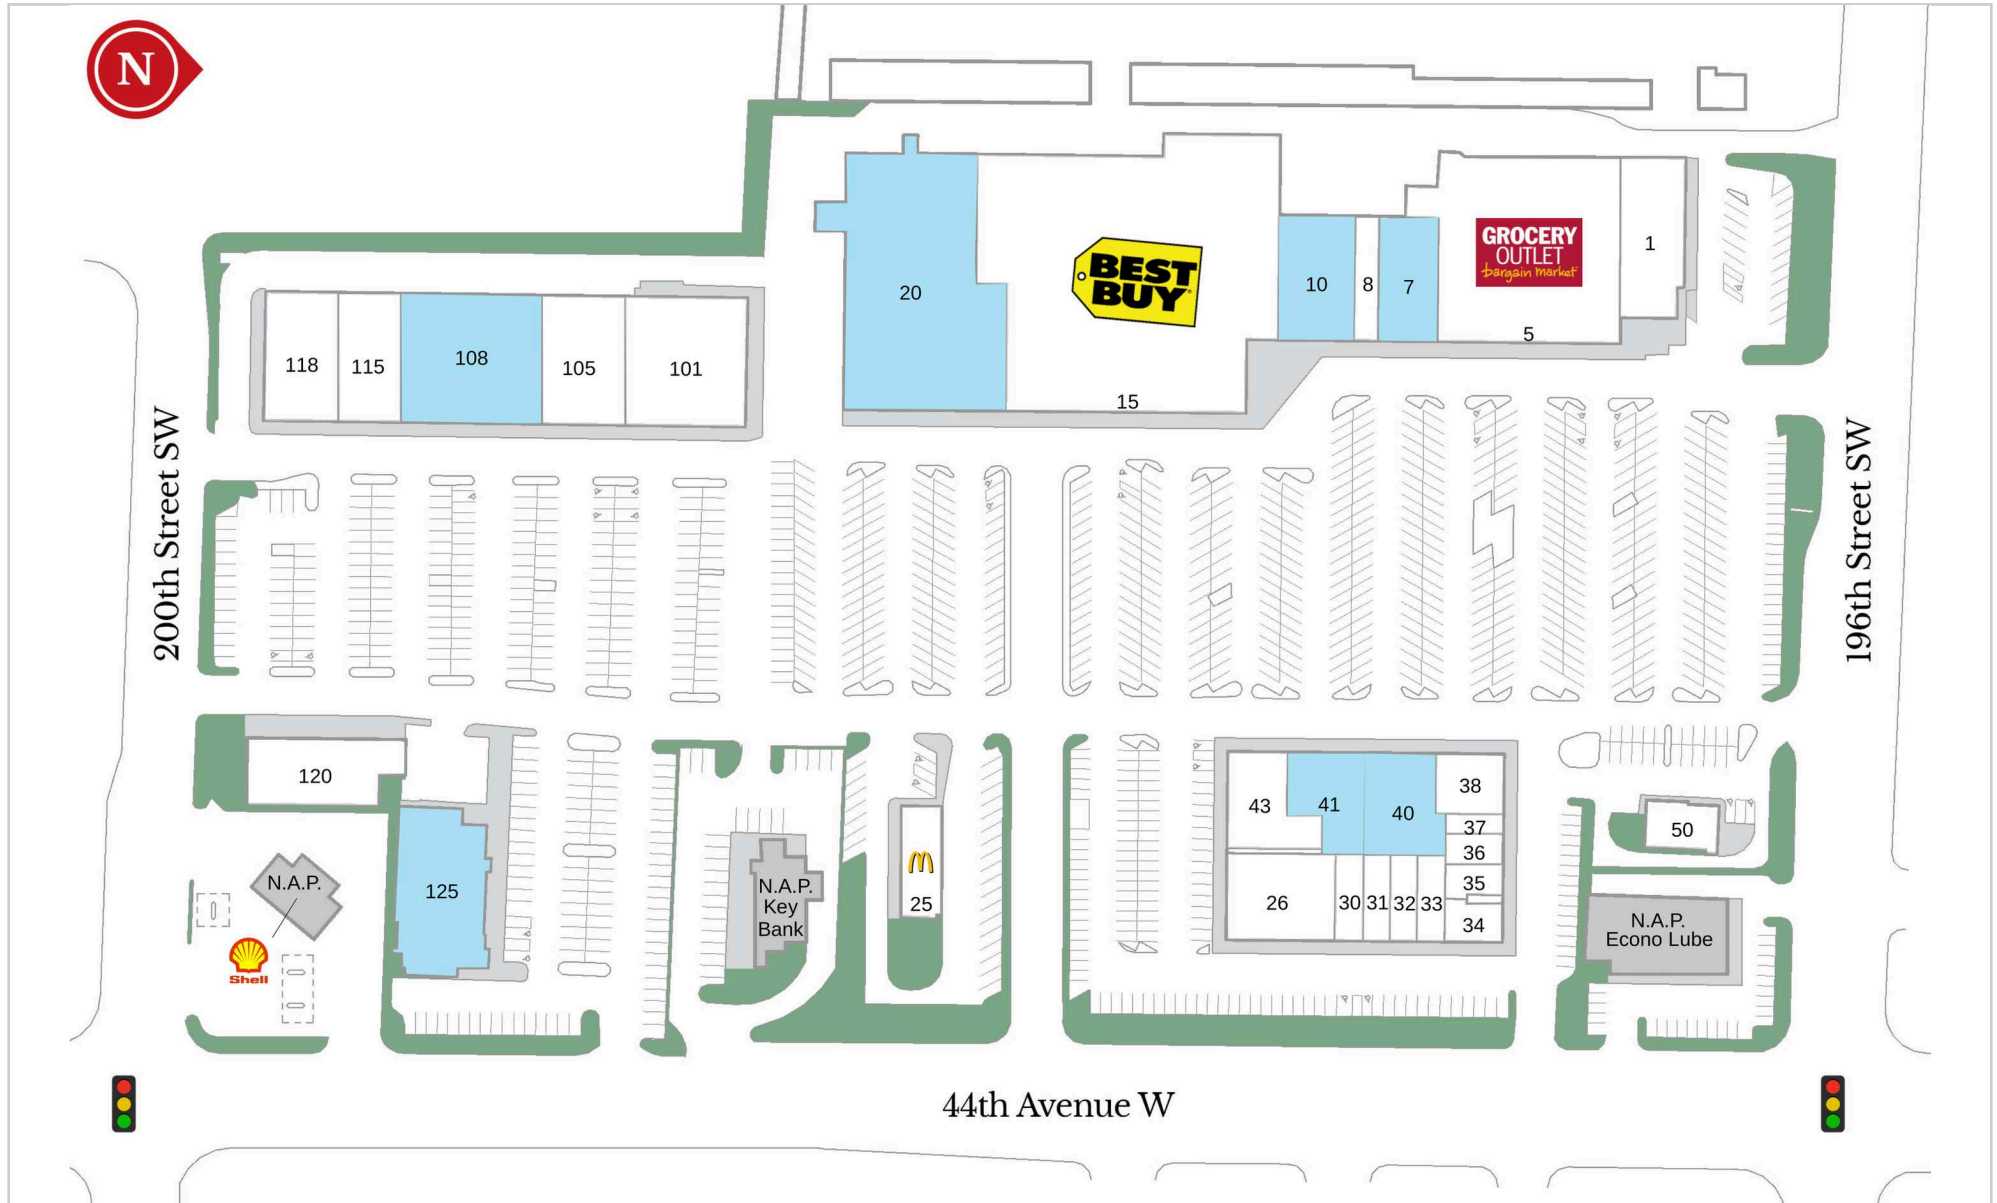 N
GROCERY
OUTLET
bargain market
BEST
BUY
1
10
8
7
20
5
15
118
115
108
105
101
200th Street SW
196th Street SW
120
125
N.A.P.
Shell
N.A.P.
Key
Bank
25
43
41
40
38
37
36
35
34
26
30
31
32
33
50
N.A.P.
Econo Lube
44th Avenue W